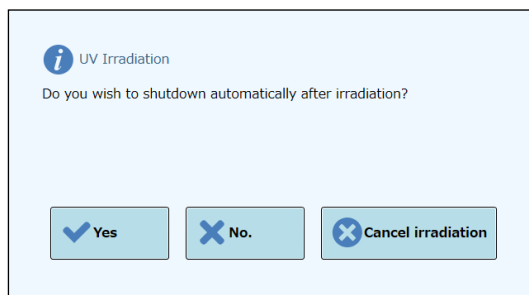 UV Irradiation
Do you wish to shutdown automatically after irradiation?
Yes
No.
Cancel irradiation